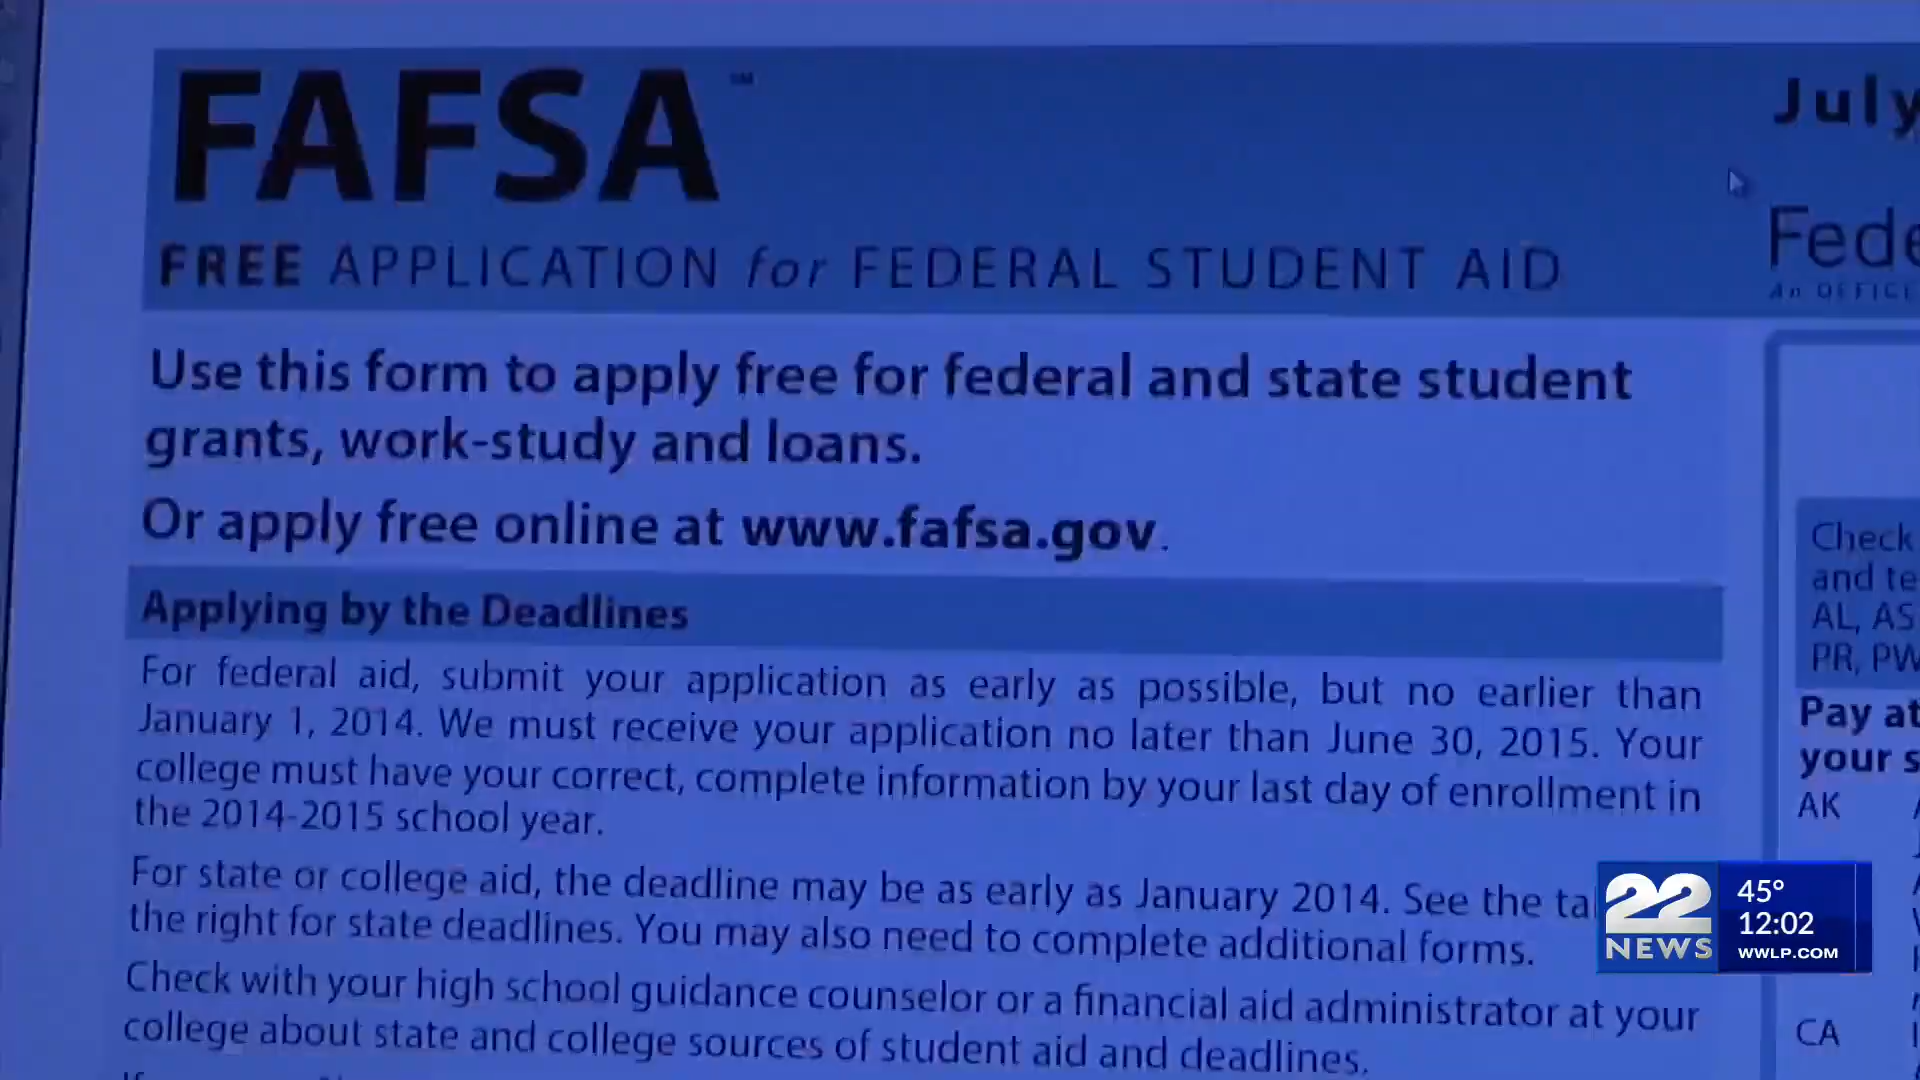 FAFSA℠
July
FREE APPLICATION for FEDERAL STUDENT AID
Fede
An OFFICE
Use this form to apply free for federal and state student
grants, work-study and loans.
Or apply free online at www.fafsa.gov.
Applying by the Deadlines
For federal aid, submit your application as early as possible, but no earlier than
January 1, 2014. We must receive your application no later than June 30, 2015. Your
college must have your correct, complete information by your last day of enrollment in
the 2014-2015 school year.
For state or college aid, the deadline may be as early as January 2014. See the ta
the right for state deadlines. You may also need to complete additional forms.
Check with your high school guidance counselor or a financial aid administrator at your
college about state and college sources of student aid and deadlines.
Check
and te
AL, AS
PR, PW
Pay at
your s
AK
CA
22
NEWS
45°
12:02
WWLP.COM